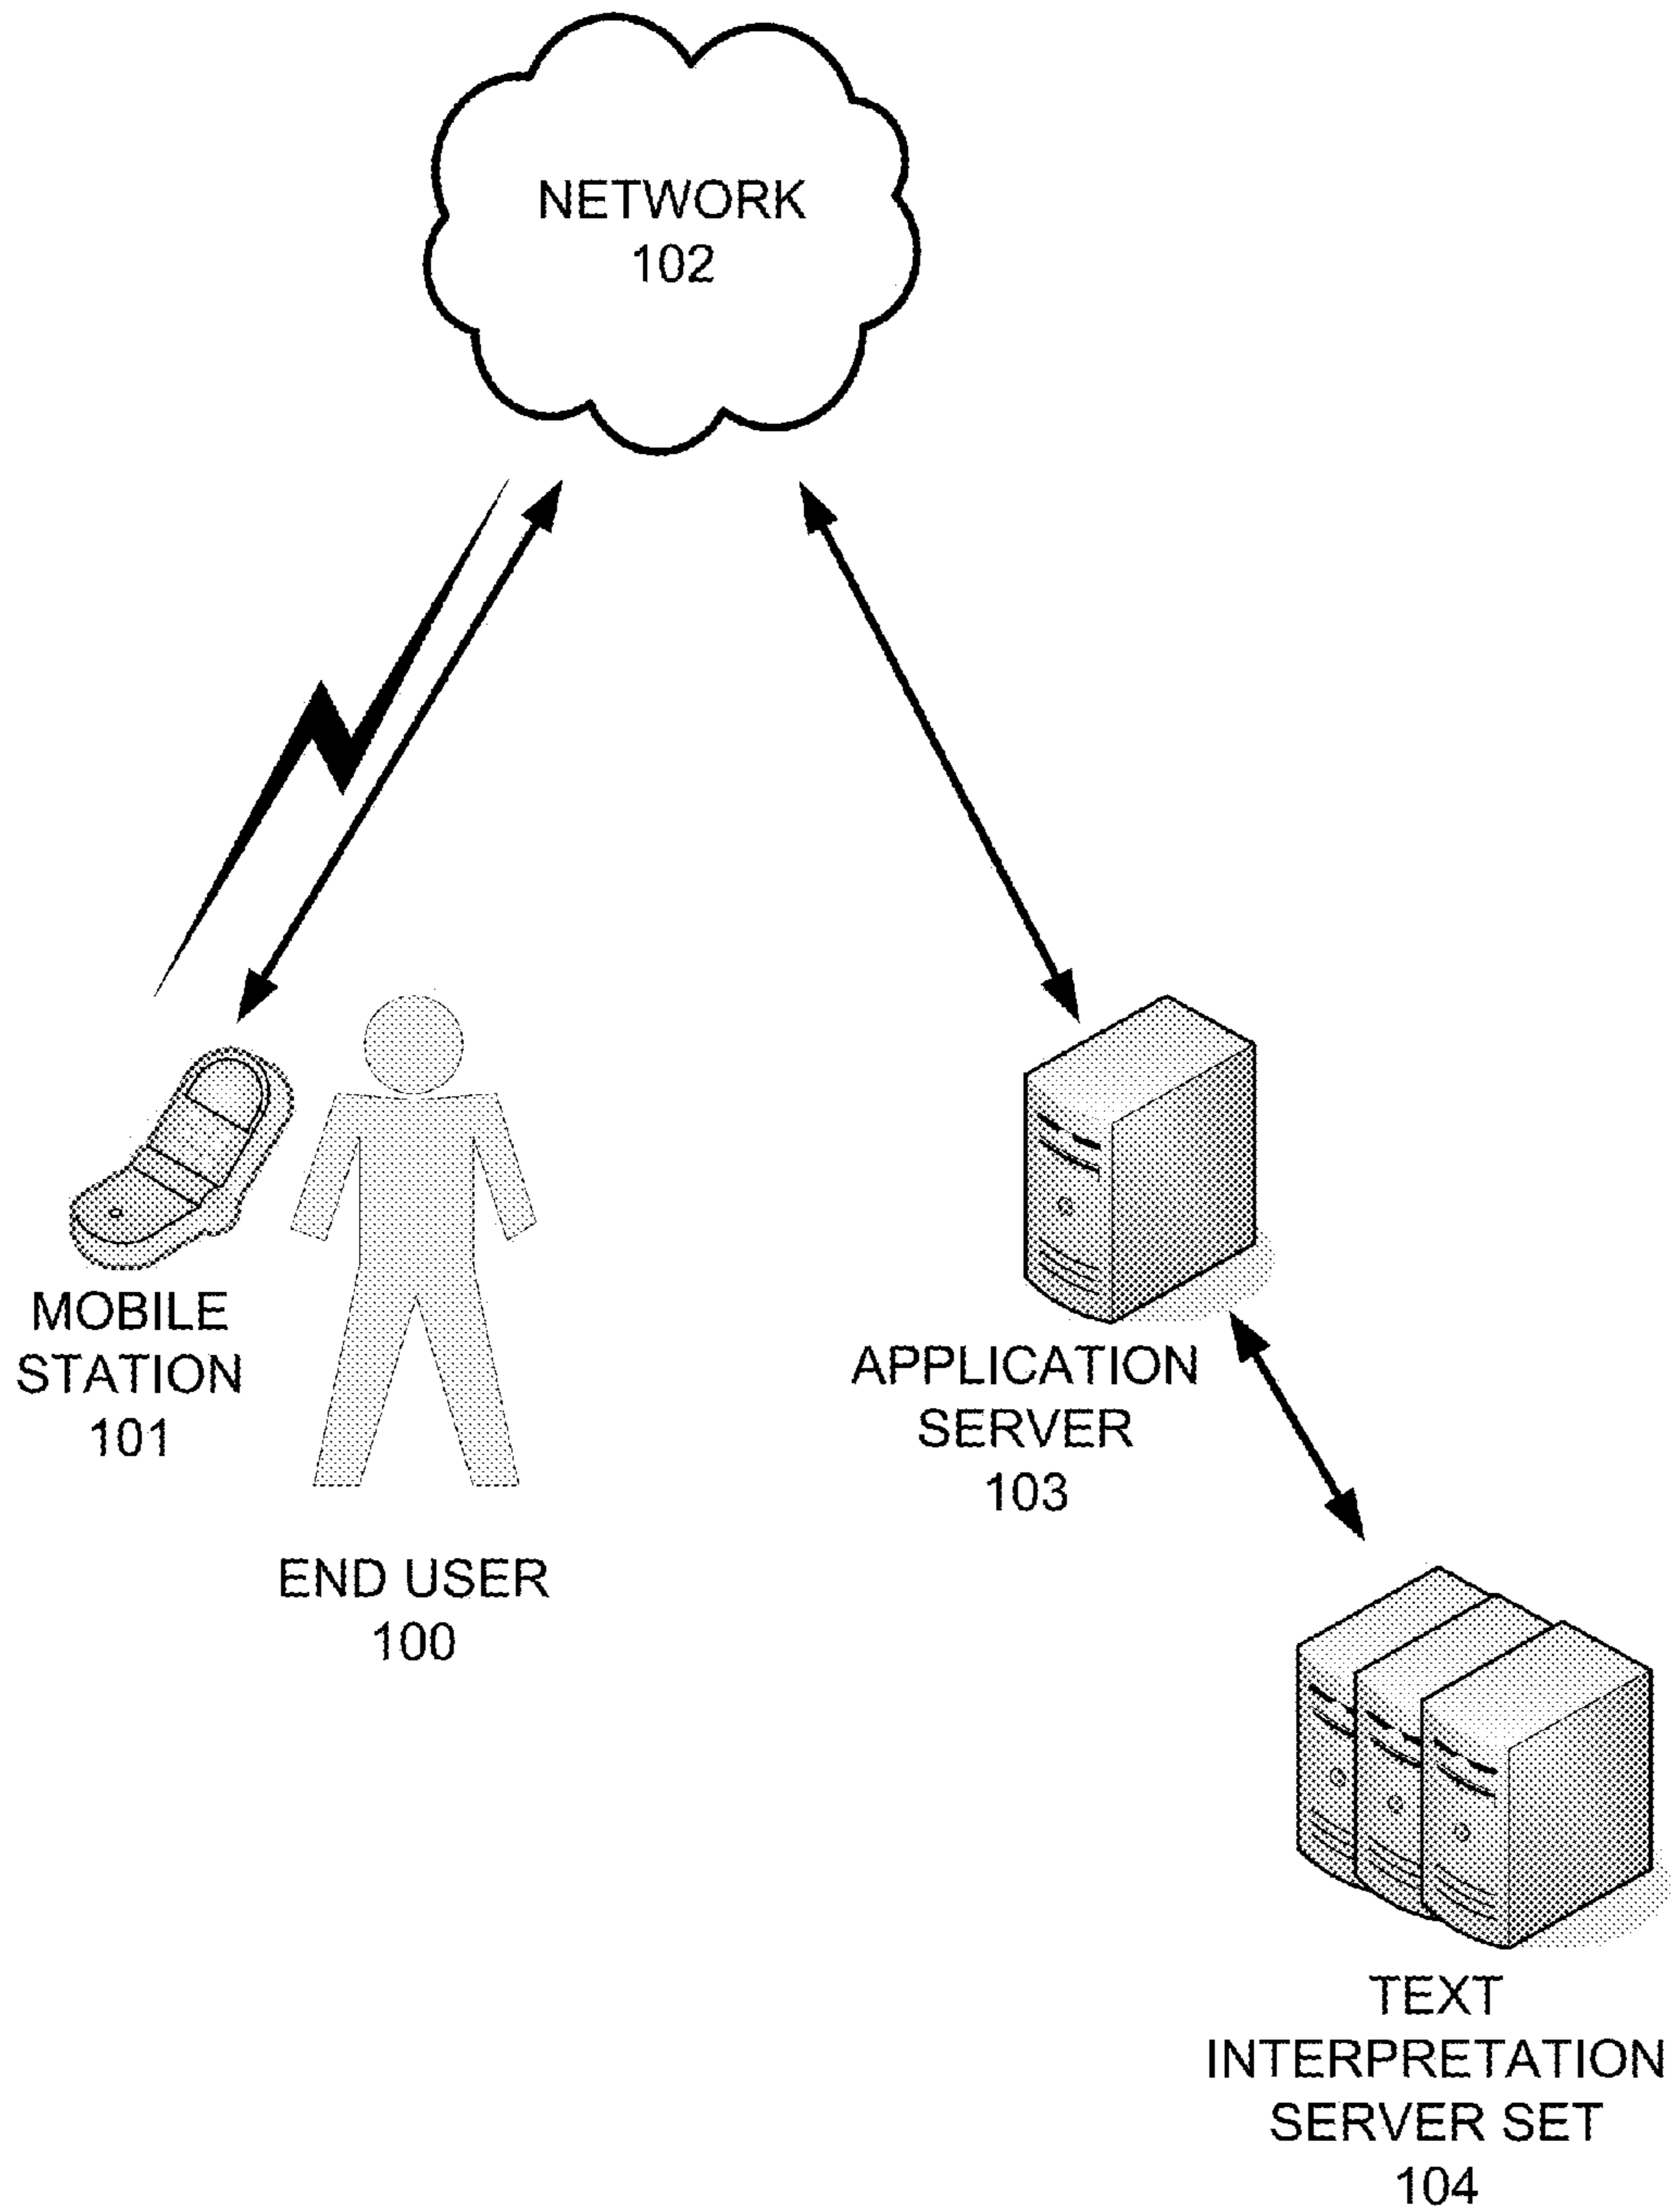 NETWORK
102
MOBILE
STATION
101
END USER
100
APPLICATION
SERVER
103
TEXT
INTERPRETATION
SERVER SET
104